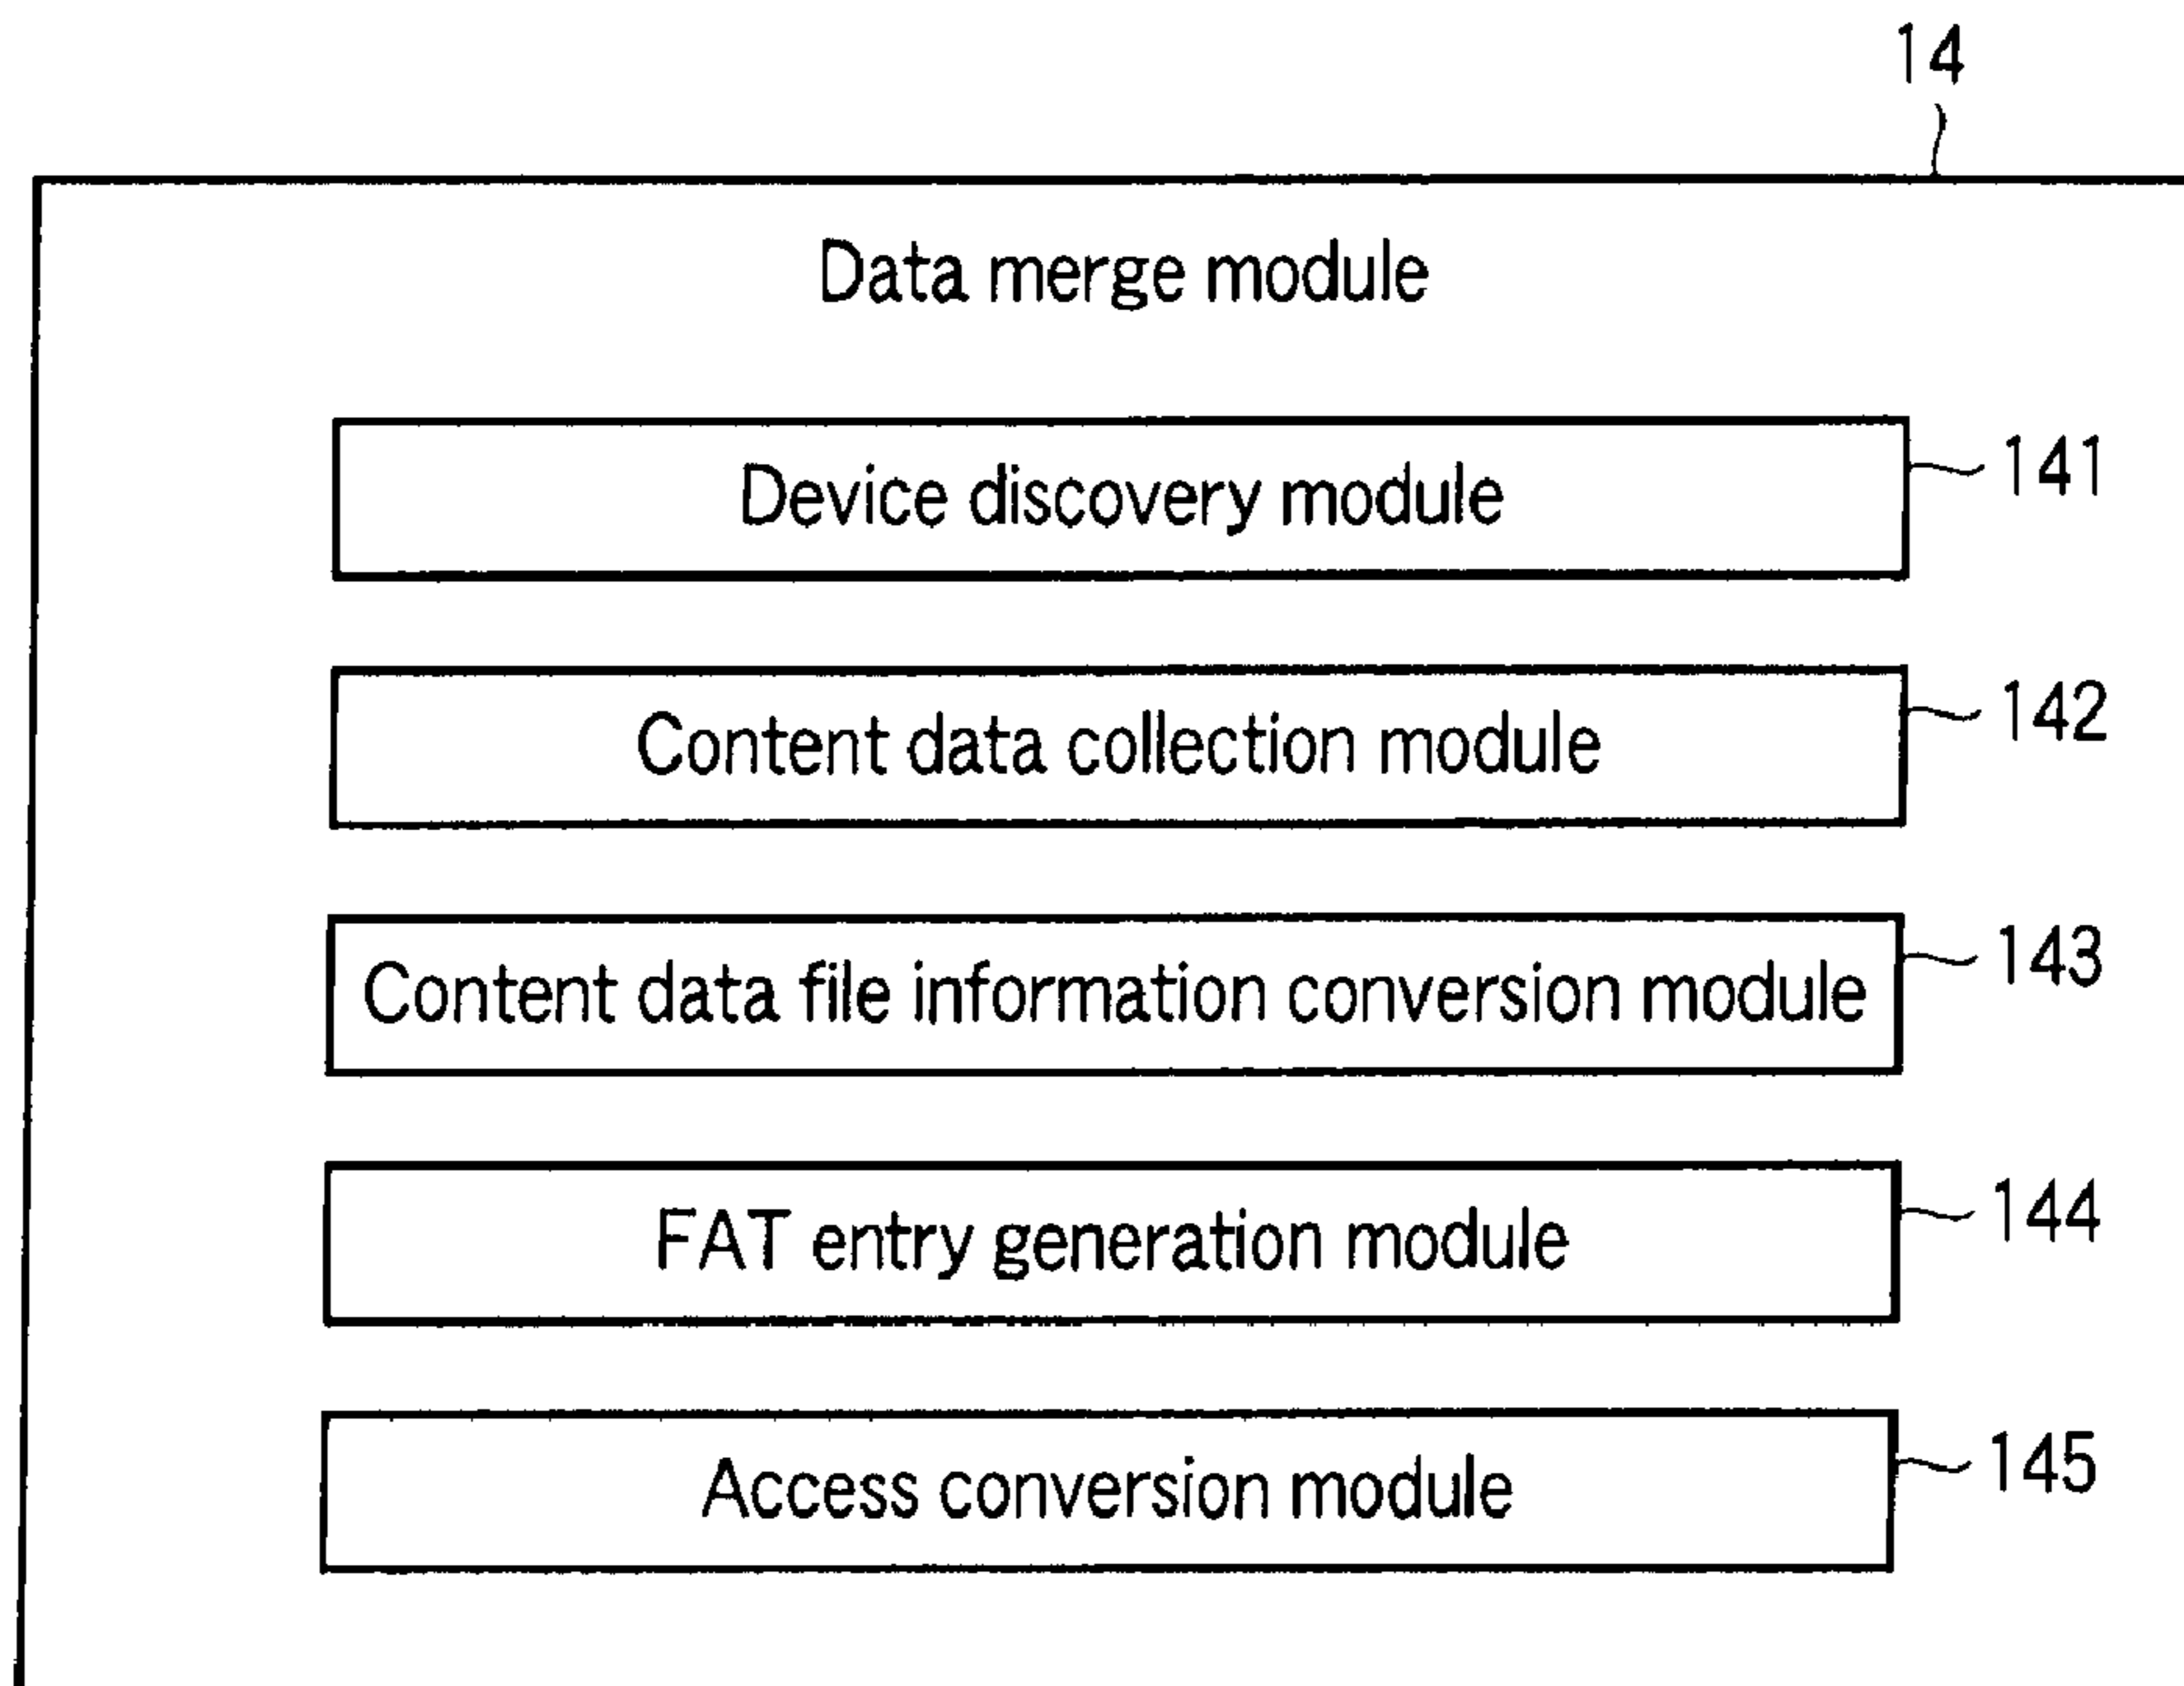 14
Data merge module
Device discovery module 141
Content data collection module 142
Content data file information conversion module 143
FAT entry generation module 144
Access conversion module 145